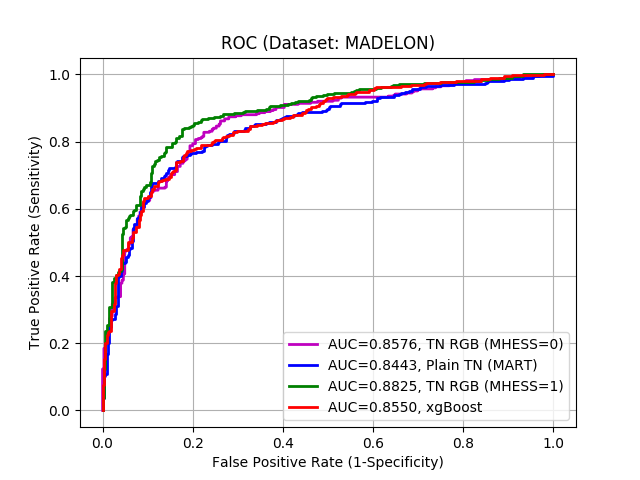 ROC (Dataset: MADELON)
True Positive Rate (Sensitivity)
1.0
0.8
0.6
0.4
0.2
0.0
AUC=0.8576, TN RGB (MHESS=0)
AUC=0.8443, Plain TN (MART)
AUC=0.8825, TN RGB (MHESS=1)
AUC=0.8550, xgBoost
0.0 0.2 0.4 0.6 0.8 1.0
False Positive Rate (1-Specificity)